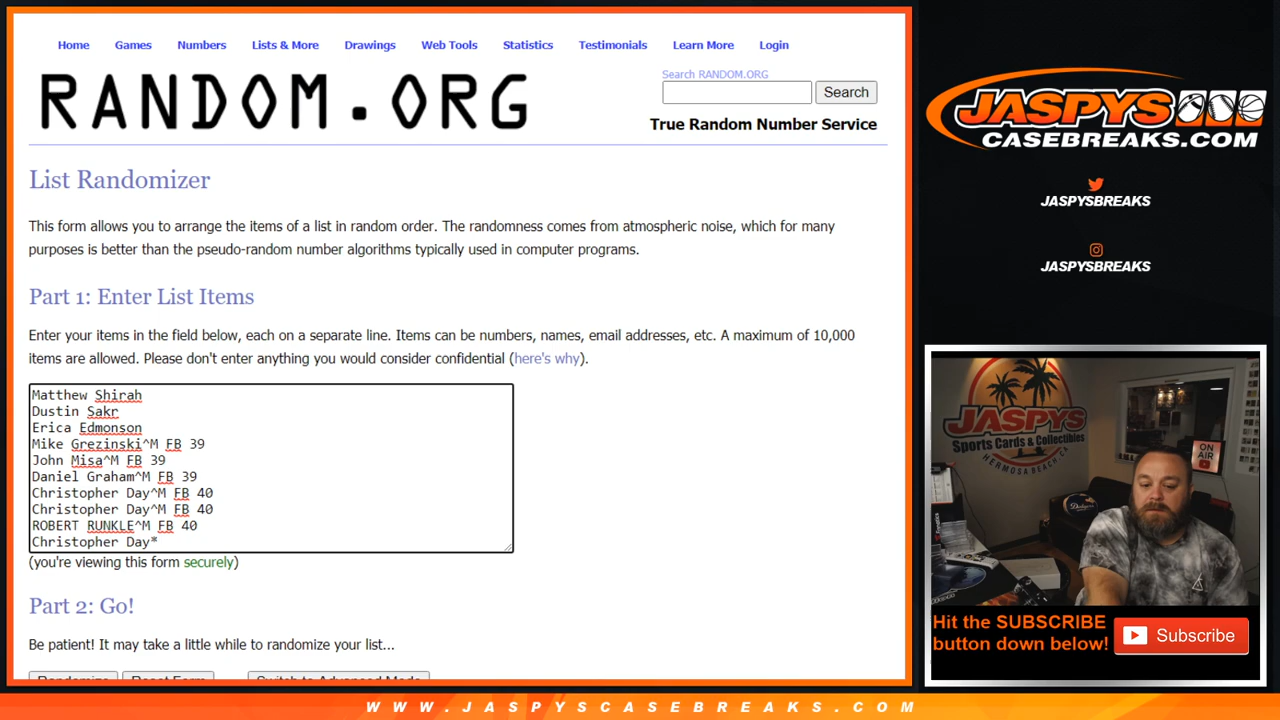 Home Games Numbers Lists & More Drawings Web Tools Statistics Testimonials Learn More Login
RANDOM.ORG
Search RANDOM.ORG
Search
True Random Number Service
List Randomizer
This form allows you to arrange the items of a list in random order. The randomness comes from atmospheric noise, which for many
purposes is better than the pseudo-random number algorithms typically used in computer programs.
Part 1: Enter List Items
Enter your items in the field below, each on a separate line. Items can be numbers, names, email addresses, etc. A maximum of 10,000
items are allowed. Please don't enter anything you would consider confidential (here's why).
Matthew Shirah
Dustin Sakr
Erica Edmonson
Mike Grezinski^M FB 39
John Misa^M FB 39
Daniel Graham^M FB 39
Christopher Day^M FB 40
Christopher Day^M FB 40
ROBERT RUNKLE^M FB 40
Christopher Day*
(you're viewing this form securely)
Part 2: Go!
Be patient! It may take a little while to randomize your list...
Randomize Reset Form Switch to Advanced Mode
JASPYS
CASEBREAKS.COM
JASPYSBREAKS
JASPYSBREAKS
JASPYS
Sports Cards & Collectibles
HERMOSA BEACH, CA
ON AIR
Dodgers
Hit the SUBSCRIBE
button down below!
Subscribe
WWW.JASPYSCASEBREAKS.COM